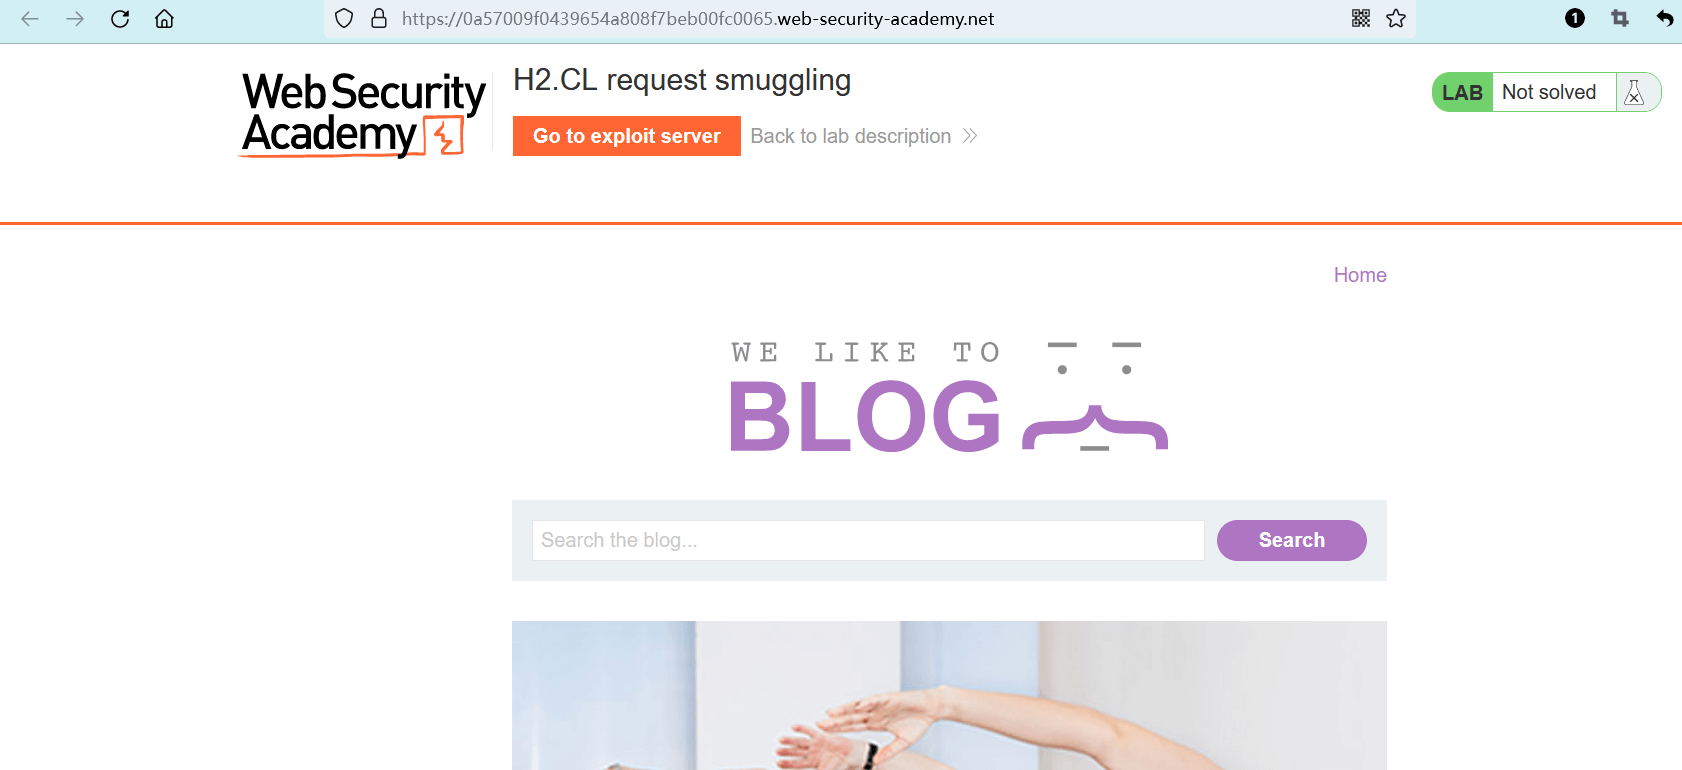 https://0a57009f0439654a808f7beb00fc0065.web-security-academy.net
1
Web Security
Academy
H2.CL request smuggling
Go to exploit server
Back to lab description
LAB
Not solved
Home
WE LIKE TO
BLOG
Search the blog...
Search